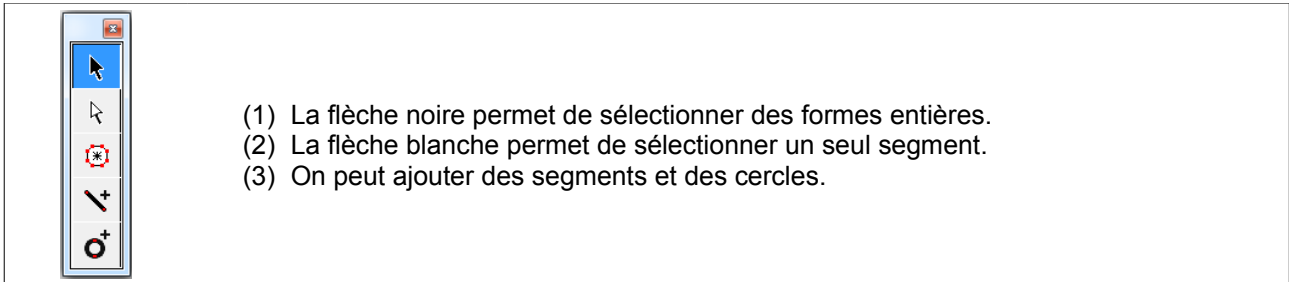 (1) La flèche noire permet de sélectionner des formes entières.
(2) La flèche blanche permet de sélectionner un seul segment.
(3) On peut ajouter des segments et des cercles.